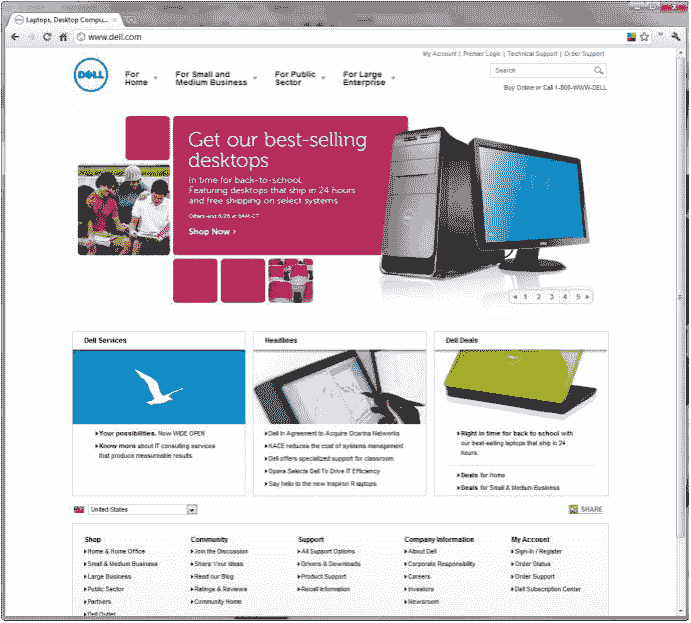 Laptops, Desktop Compu...
www.dell.com
My Account | Premier Login | Technical Support | Order Support
DELL
For Home
For Small and Medium Business
For Public Sector
For Large Enterprise
Search
Buy Online or Call 1-800-WWW-DELL
Get our best-selling
desktops
In time for back-to-school.
Featuring desktops that ship in 24 hours
and free shipping on select systems
Offers end 6/26 at 6AM CT
Shop Now ›
1 2 3 4 5
Dell Services
Your possibilities. Now WIDE OPEN
Know more about IT consulting services
that produce measureable results
Headlines
Dell in Agreement to Acquire Ocarina Networks
KACE reduces the cost of systems management
Dell offers specialized support for classroom
Opera Selects Dell To Drive IT Efficiency
Say hello to the new Inspiron R laptops
Dell Deals
Right in time for back to school with
our best-selling laptops that ship in 24
hours.
Deals for Home
Deals for Small & Medium Business
United States
SHARE
Shop
Home & Home Office
Small & Medium Business
Large Business
Public Sector
Partners
Dell Outlet
Community
Join the Discussion
Share Your Ideas
Read our Blog
Ratings & Reviews
Community Home
Support
All Support Options
Drivers & Downloads
Product Support
Recall Information
Company Information
About Dell
Corporate Responsibility
Careers
Investors
Newsroom
My Account
Sign-in / Register
Order Status
Order Support
Dell Subscription Center